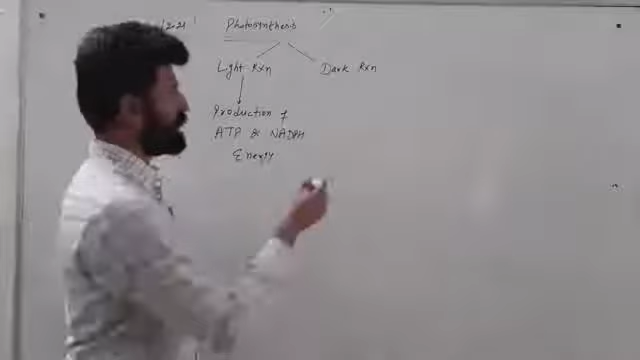 Photosynthesis
Light Rxn Dark Rxn
Production of
ATP & NADPH
Energy